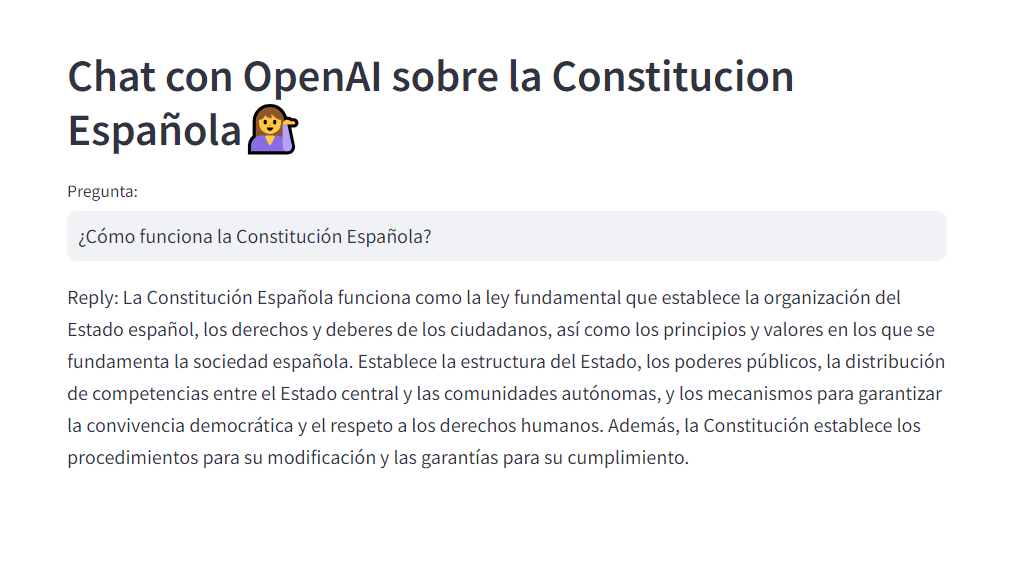 Chat con OpenAI sobre la Constitucion
Española💁‍♀️
Pregunta:
¿Cómo funciona la Constitución Española?
Reply: La Constitución Española funciona como la ley fundamental que establece la organización del
Estado español, los derechos y deberes de los ciudadanos, así como los principios y valores en los que se
fundamenta la sociedad española. Establece la estructura del Estado, los poderes públicos, la distribución
de competencias entre el Estado central y las comunidades autónomas, y los mecanismos para garantizar
la convivencia democrática y el respeto a los derechos humanos. Además, la Constitución establece los
procedimientos para su modificación y las garantías para su cumplimiento.